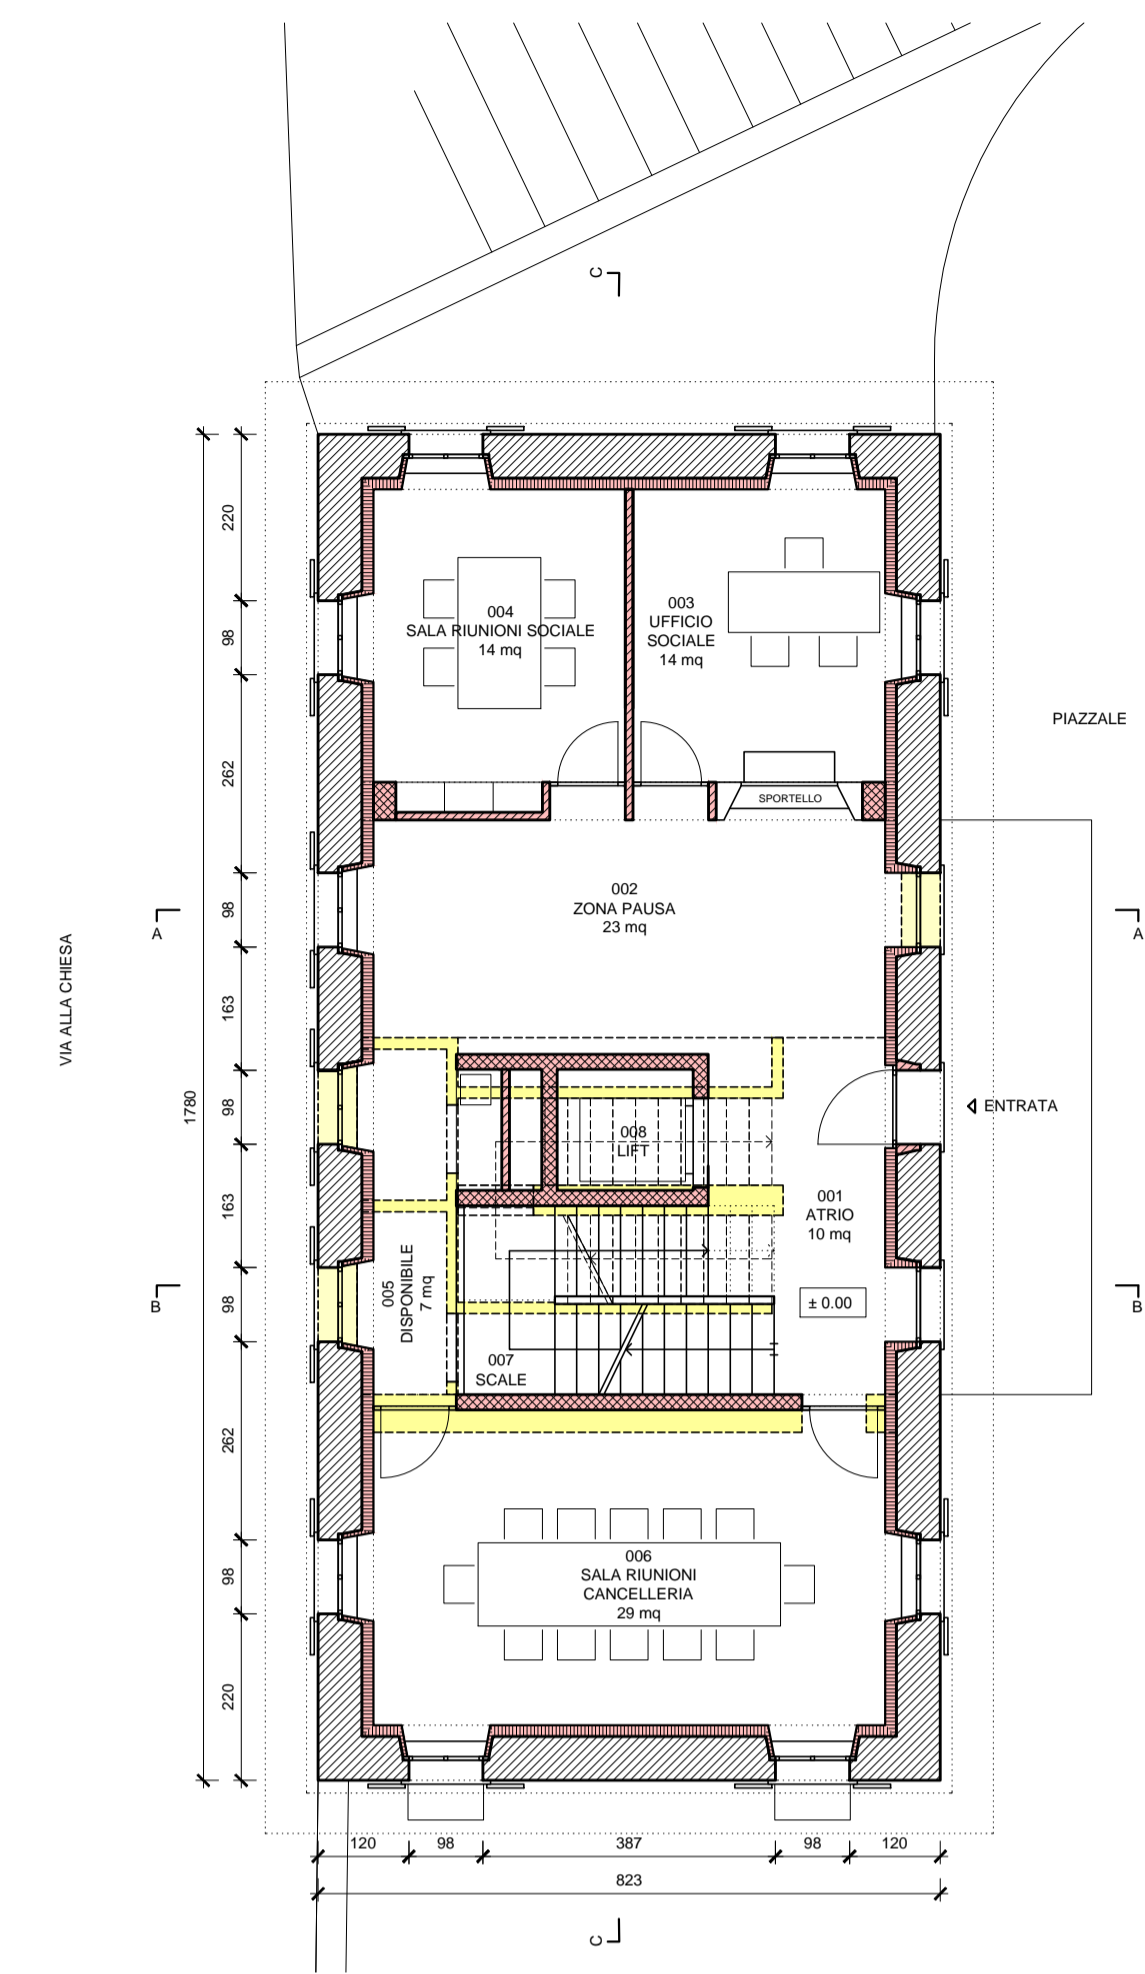 C
220
98
262
98
163
98
163
98
262
98
220
1780
VIA ALLA CHIESA
004
SALA RIUNIONI SOCIALE
14 mq
003
UFFICIO
SOCIALE
14 mq
SPORTELLO
PIAZZALE
002
ZONA PAUSA
23 mq
A
A
ENTRATA
008
LIFT
001
ATRIO
10 mq
± 0.00
005
DISPONIBILE
7 mq
B
B
007
SCALE
006
SALA RIUNIONI
CANCELLERIA
29 mq
120
98
387
98
120
823
C